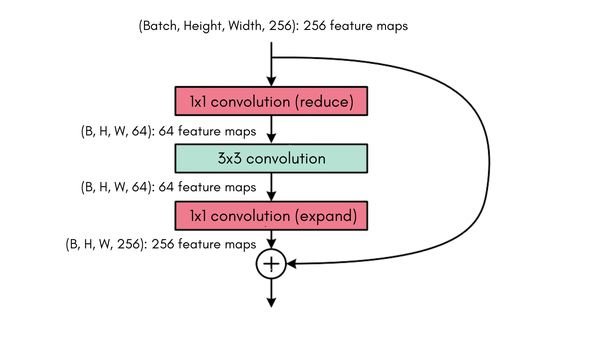 (Batch, Height, Width, 256): 256 feature maps
1x1 convolution (reduce)
(B, H, W, 64): 64 feature maps
3x3 convolution
(B, H, W, 64): 64 feature maps
1x1 convolution (expand)
(B, H, W, 256): 256 feature maps
+